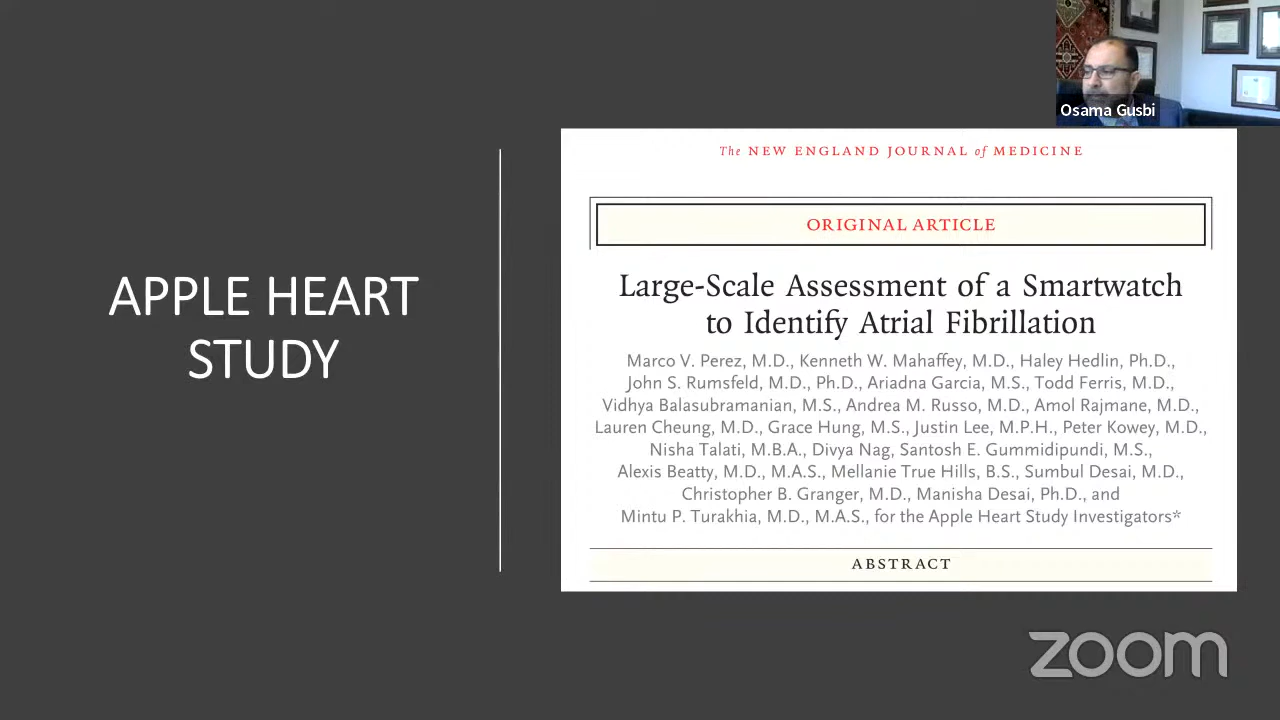 Osama Gusbi
APPLE HEART
STUDY
The NEW ENGLAND JOURNAL of MEDICINE
ORIGINAL ARTICLE
Large-Scale Assessment of a Smartwatch
to Identify Atrial Fibrillation
Marco V. Perez, M.D., Kenneth W. Mahaffey, M.D., Haley Hedlin, Ph.D.,
John S. Rumsfeld, M.D., Ph.D., Ariadna Garcia, M.S., Todd Ferris, M.D.,
Vidhya Balasubramanian, M.S., Andrea M. Russo, M.D., Amol Rajmane, M.D.,
Lauren Cheung, M.D., Grace Hung, M.S., Justin Lee, M.P.H., Peter Kowey, M.D.,
Nisha Talati, M.B.A., Divya Nag, Santosh E. Gummidipundi, M.S.,
Alexis Beatty, M.D., M.A.S., Mellanie True Hills, B.S., Sumbul Desai, M.D.,
Christopher B. Granger, M.D., Manisha Desai, Ph.D., and
Mintu P. Turakhia, M.D., M.A.S., for the Apple Heart Study Investigators*
ABSTRACT
zoom